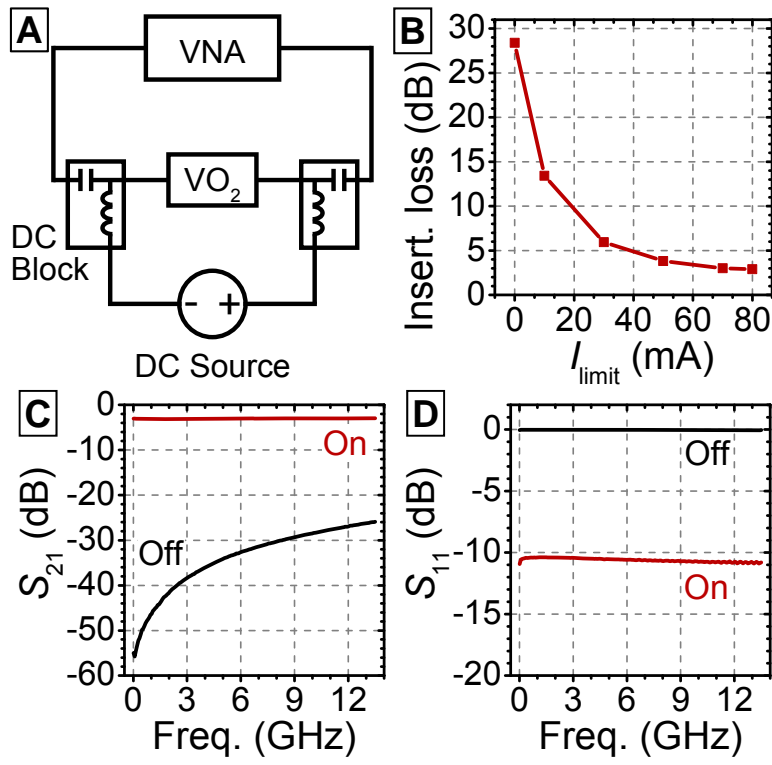 A
VNA
VO₂
DC
Block
- +
DC Source
B
Insert. loss (dB)
30
25
20
15
10
5
0
0 20 40 60 80
I_limit (mA)
C
S₂₁ (dB)
0
-10
-20
-30
-40
-50
-60
On
Off
0 3 6 9 12
Freq. (GHz)
D
S₁₁ (dB)
0
-5
-10
-15
-20
Off
On
0 3 6 9 12
Freq. (GHz)